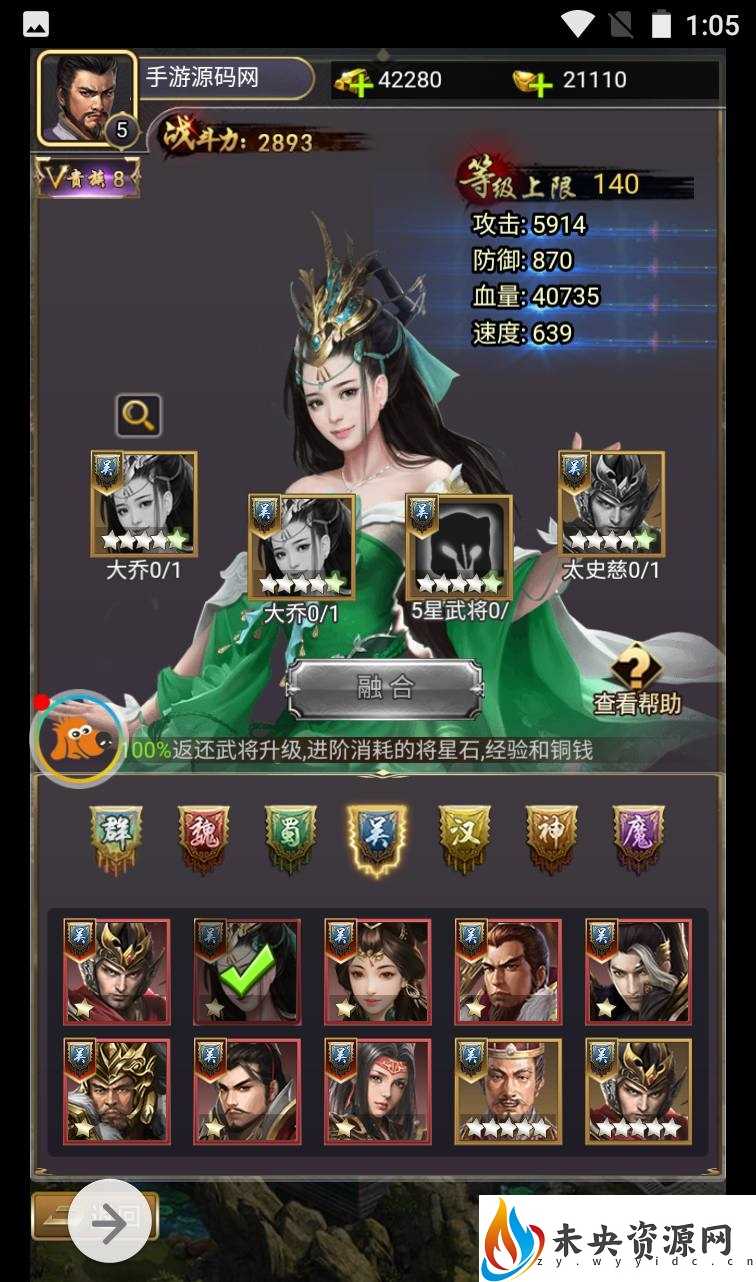 1:05
手游源码网
42280
21110
5
战斗力: 2893
V贵族8
等级上限 140
攻击: 5914
防御: 870
血量: 40735
速度: 639
吴
吴
吴
吴
大乔0/1
太史慈0/1
大乔0/1
5星武将0/
融合
查看帮助
100%返还武将升级,进阶消耗的将星石,经验和铜钱
群
魏
蜀
吴
汉
神
魔
吴
吴
吴
吴
吴
吴
吴
吴
吴
吴
未央资源网
zy.wyyidc.cn